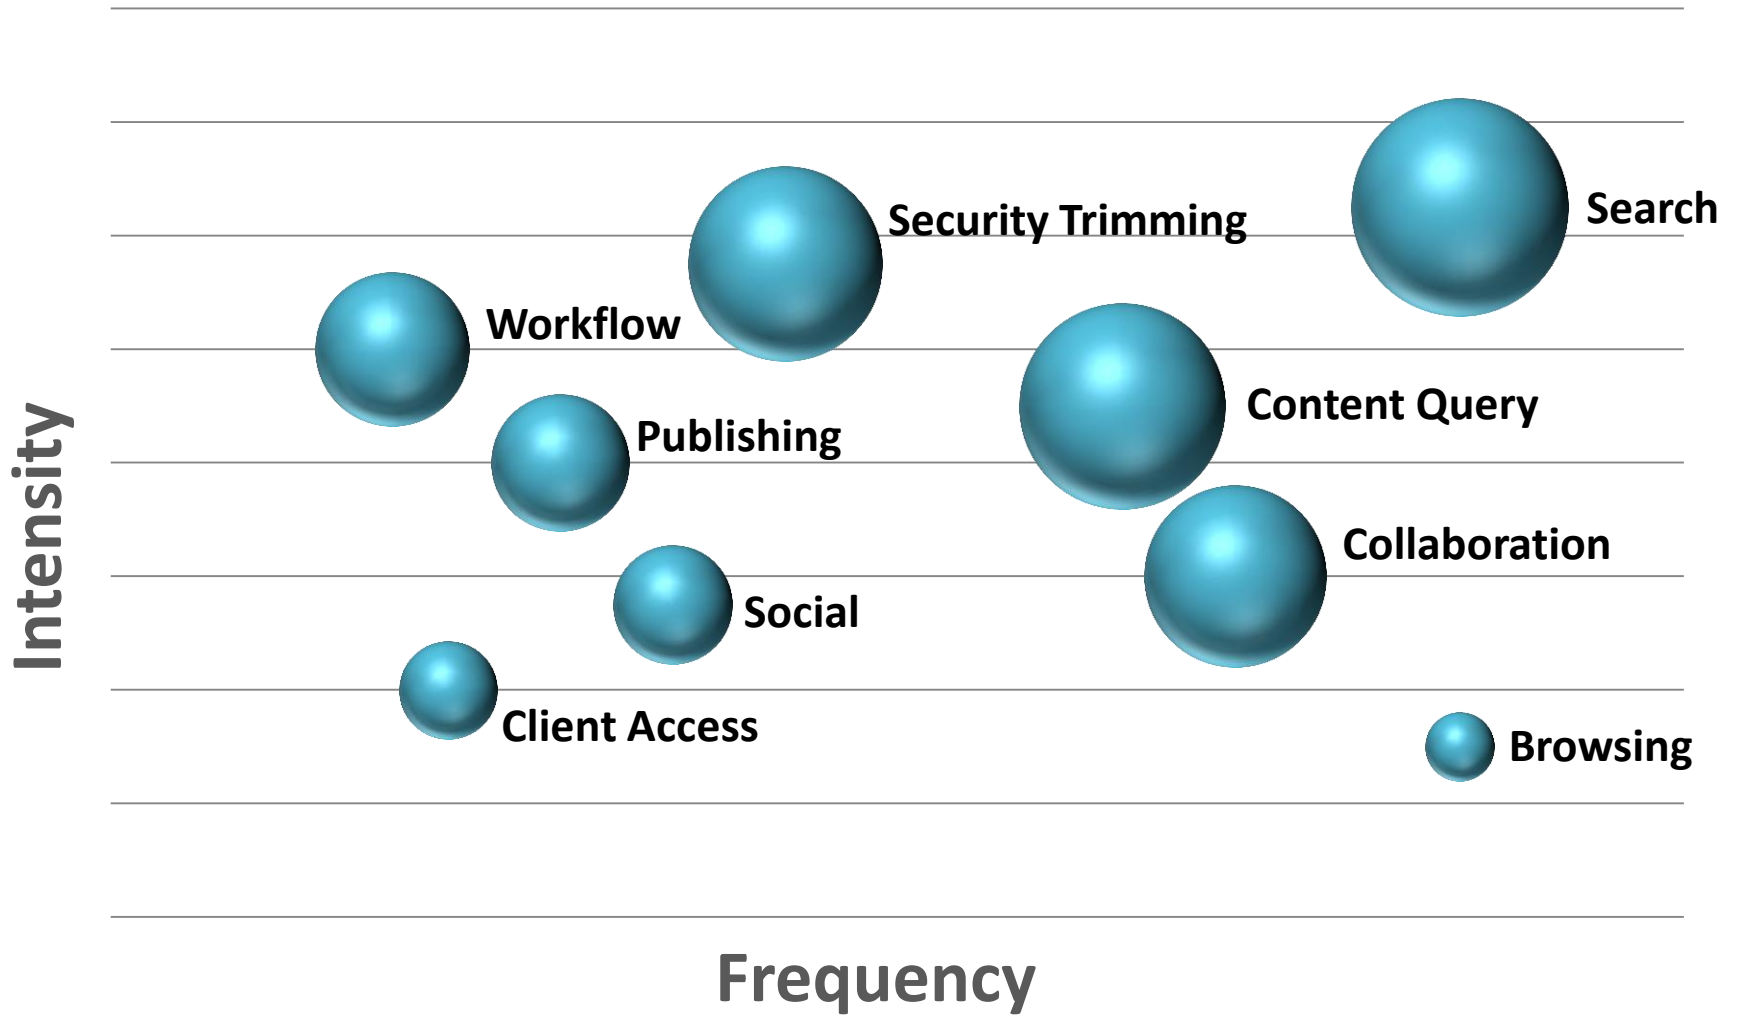 Search
Security Trimming
Workflow
Content Query
Publishing
Collaboration
Social
Client Access
Browsing
Intensity
Frequency